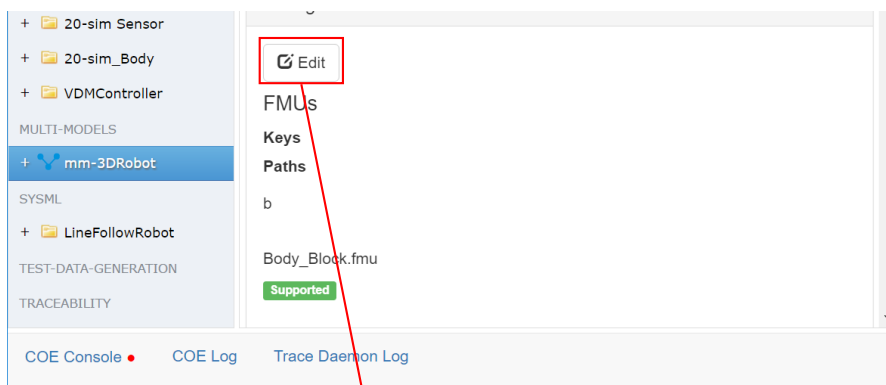 + 20-sim Sensor
+ 20-sim_Body
+ VDMController
MULTI-MODELS
+ mm-3DRobot
SYSML
+ LineFollowRobot
TEST-DATA-GENERATION
TRACEABILITY
Edit
FMUs
Keys
Paths
b
Body_Block.fmu
Supported
COE Console
COE Log
Trace Daemon Log